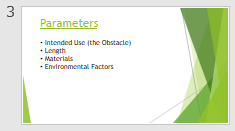 3
Parameters
• Intended Use (the Obstacle)
• Length
• Materials
• Environmental Factors